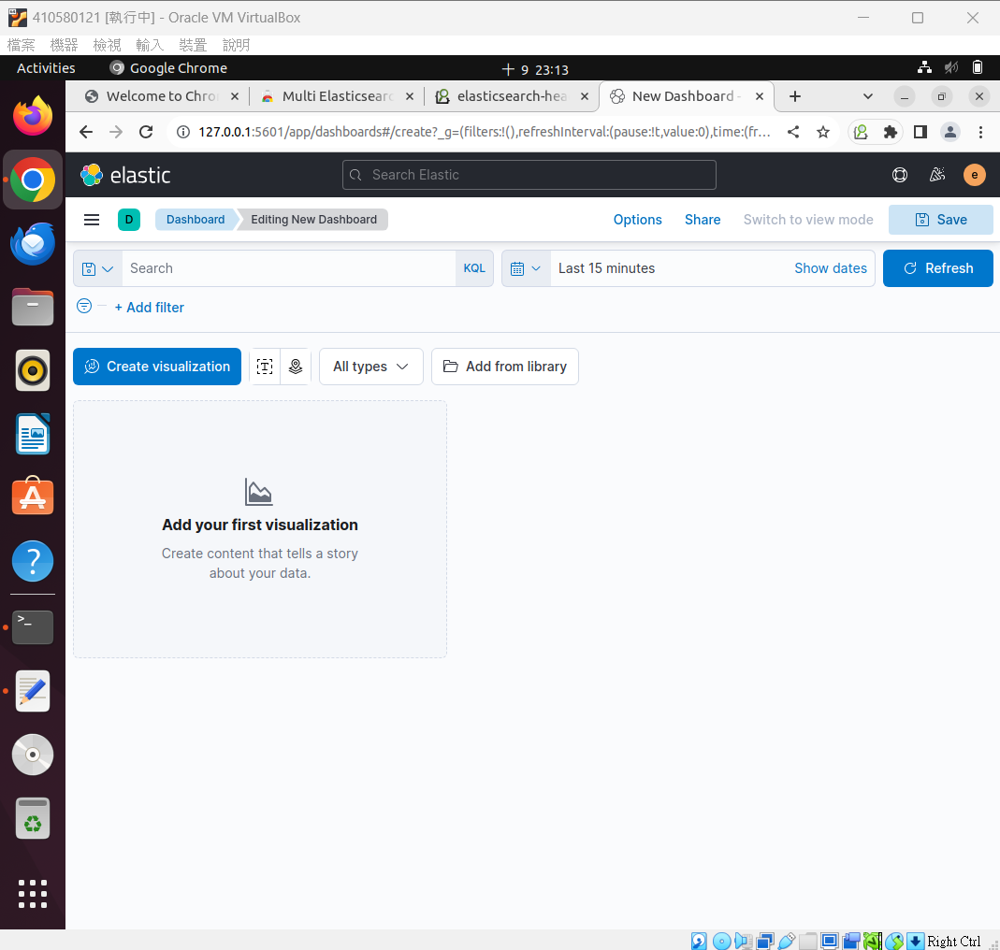 410580121 [執行中] - Oracle VM VirtualBox
檔案 機器 檢視 輸入 裝置 說明
Activities Google Chrome 十 9 23:13
Welcome to Chro Multi Elasticsearc elasticsearch-hea New Dashboard -
127.0.0.1:5601/app/dashboards#/create?_g=(filters:!(),refreshInterval:(pause:!t,value:0),time:(fr...
elastic Search Elastic e
D Dashboard Editing New Dashboard Options Share Switch to view mode Save
Search KQL Last 15 minutes Show dates Refresh
+ Add filter
Create visualization T All types Add from library
Add your first visualization
Create content that tells a story
about your data.
Right Ctrl